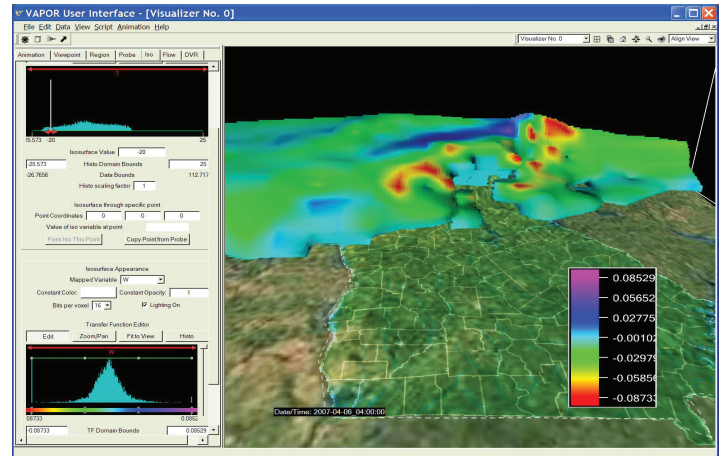 VAPOR User Interface - [Visualizer No. 0]
File Edit Data View Script Animation Help
Visualizer No. 0 Align View
Animation Viewpoint Region Probe Iso Flow DVR
T
5.573 -20 25
Isosurface Value -20
-25.573 Histo Domain Bounds 25
-26.7656 Data Bounds 112.717
Histo scaling factor 1
Isosurface through specific point
Point Coordinates 0 0 0
Value of iso variable at point
Pass Iso Thru Point Copy Point from Probe
Isosurface Appearance
Mapped Variable W
Constant Color: Constant Opacity: 1
Bits per voxel 16 Lighting On
Transfer Function Editor
Edit Zoom/Pan Fit to View Histo
W
08733 0.0852
-0.08733 TF Domain Bounds 0.08529
0.08529
0.05652
0.02775
-0.00102
-0.02979
-0.05856
-0.08733
Date/Time: 2007-04-06_04:00:00